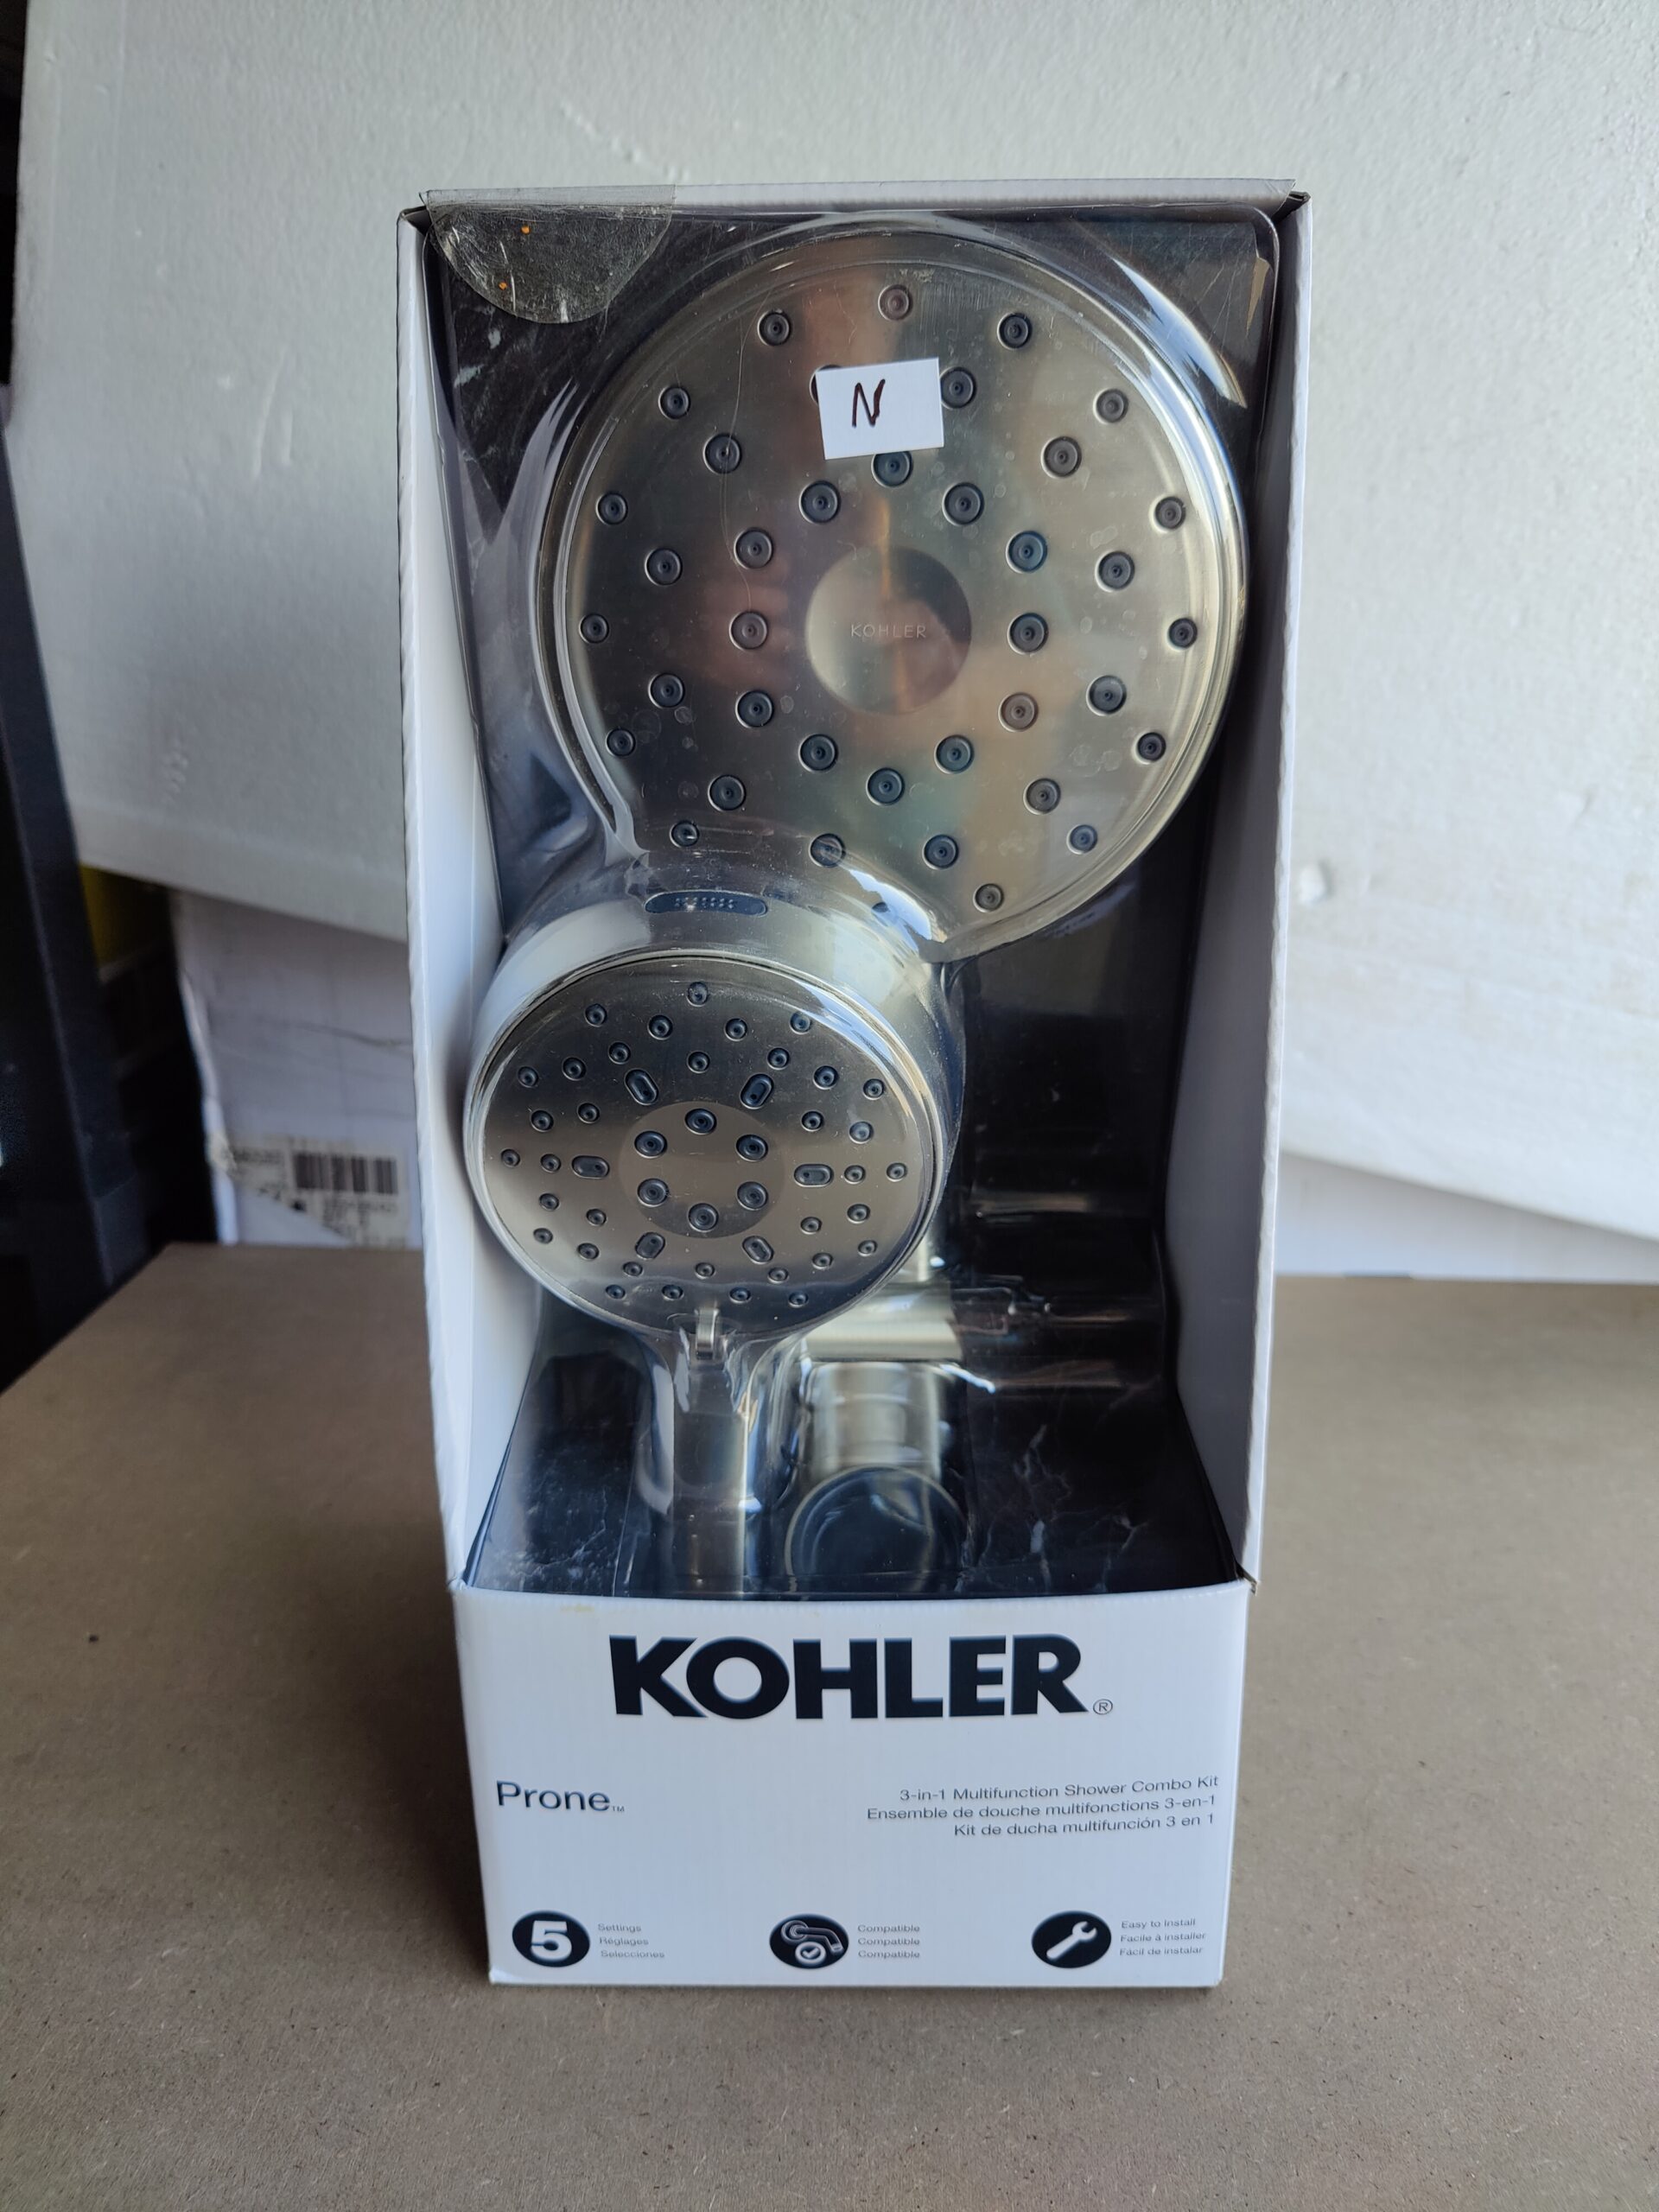 N
KOHLER
KOHLER®
Prone™
3-in-1 Multifunction Shower Combo Kit
Ensemble de douche multifonctions 3-en-1
Kit de ducha multifunción 3 en 1
5
Settings
Réglages
Selecciones
Compatible
Compatible
Compatible
Easy to Install
Facile à installer
Fácil de instalar